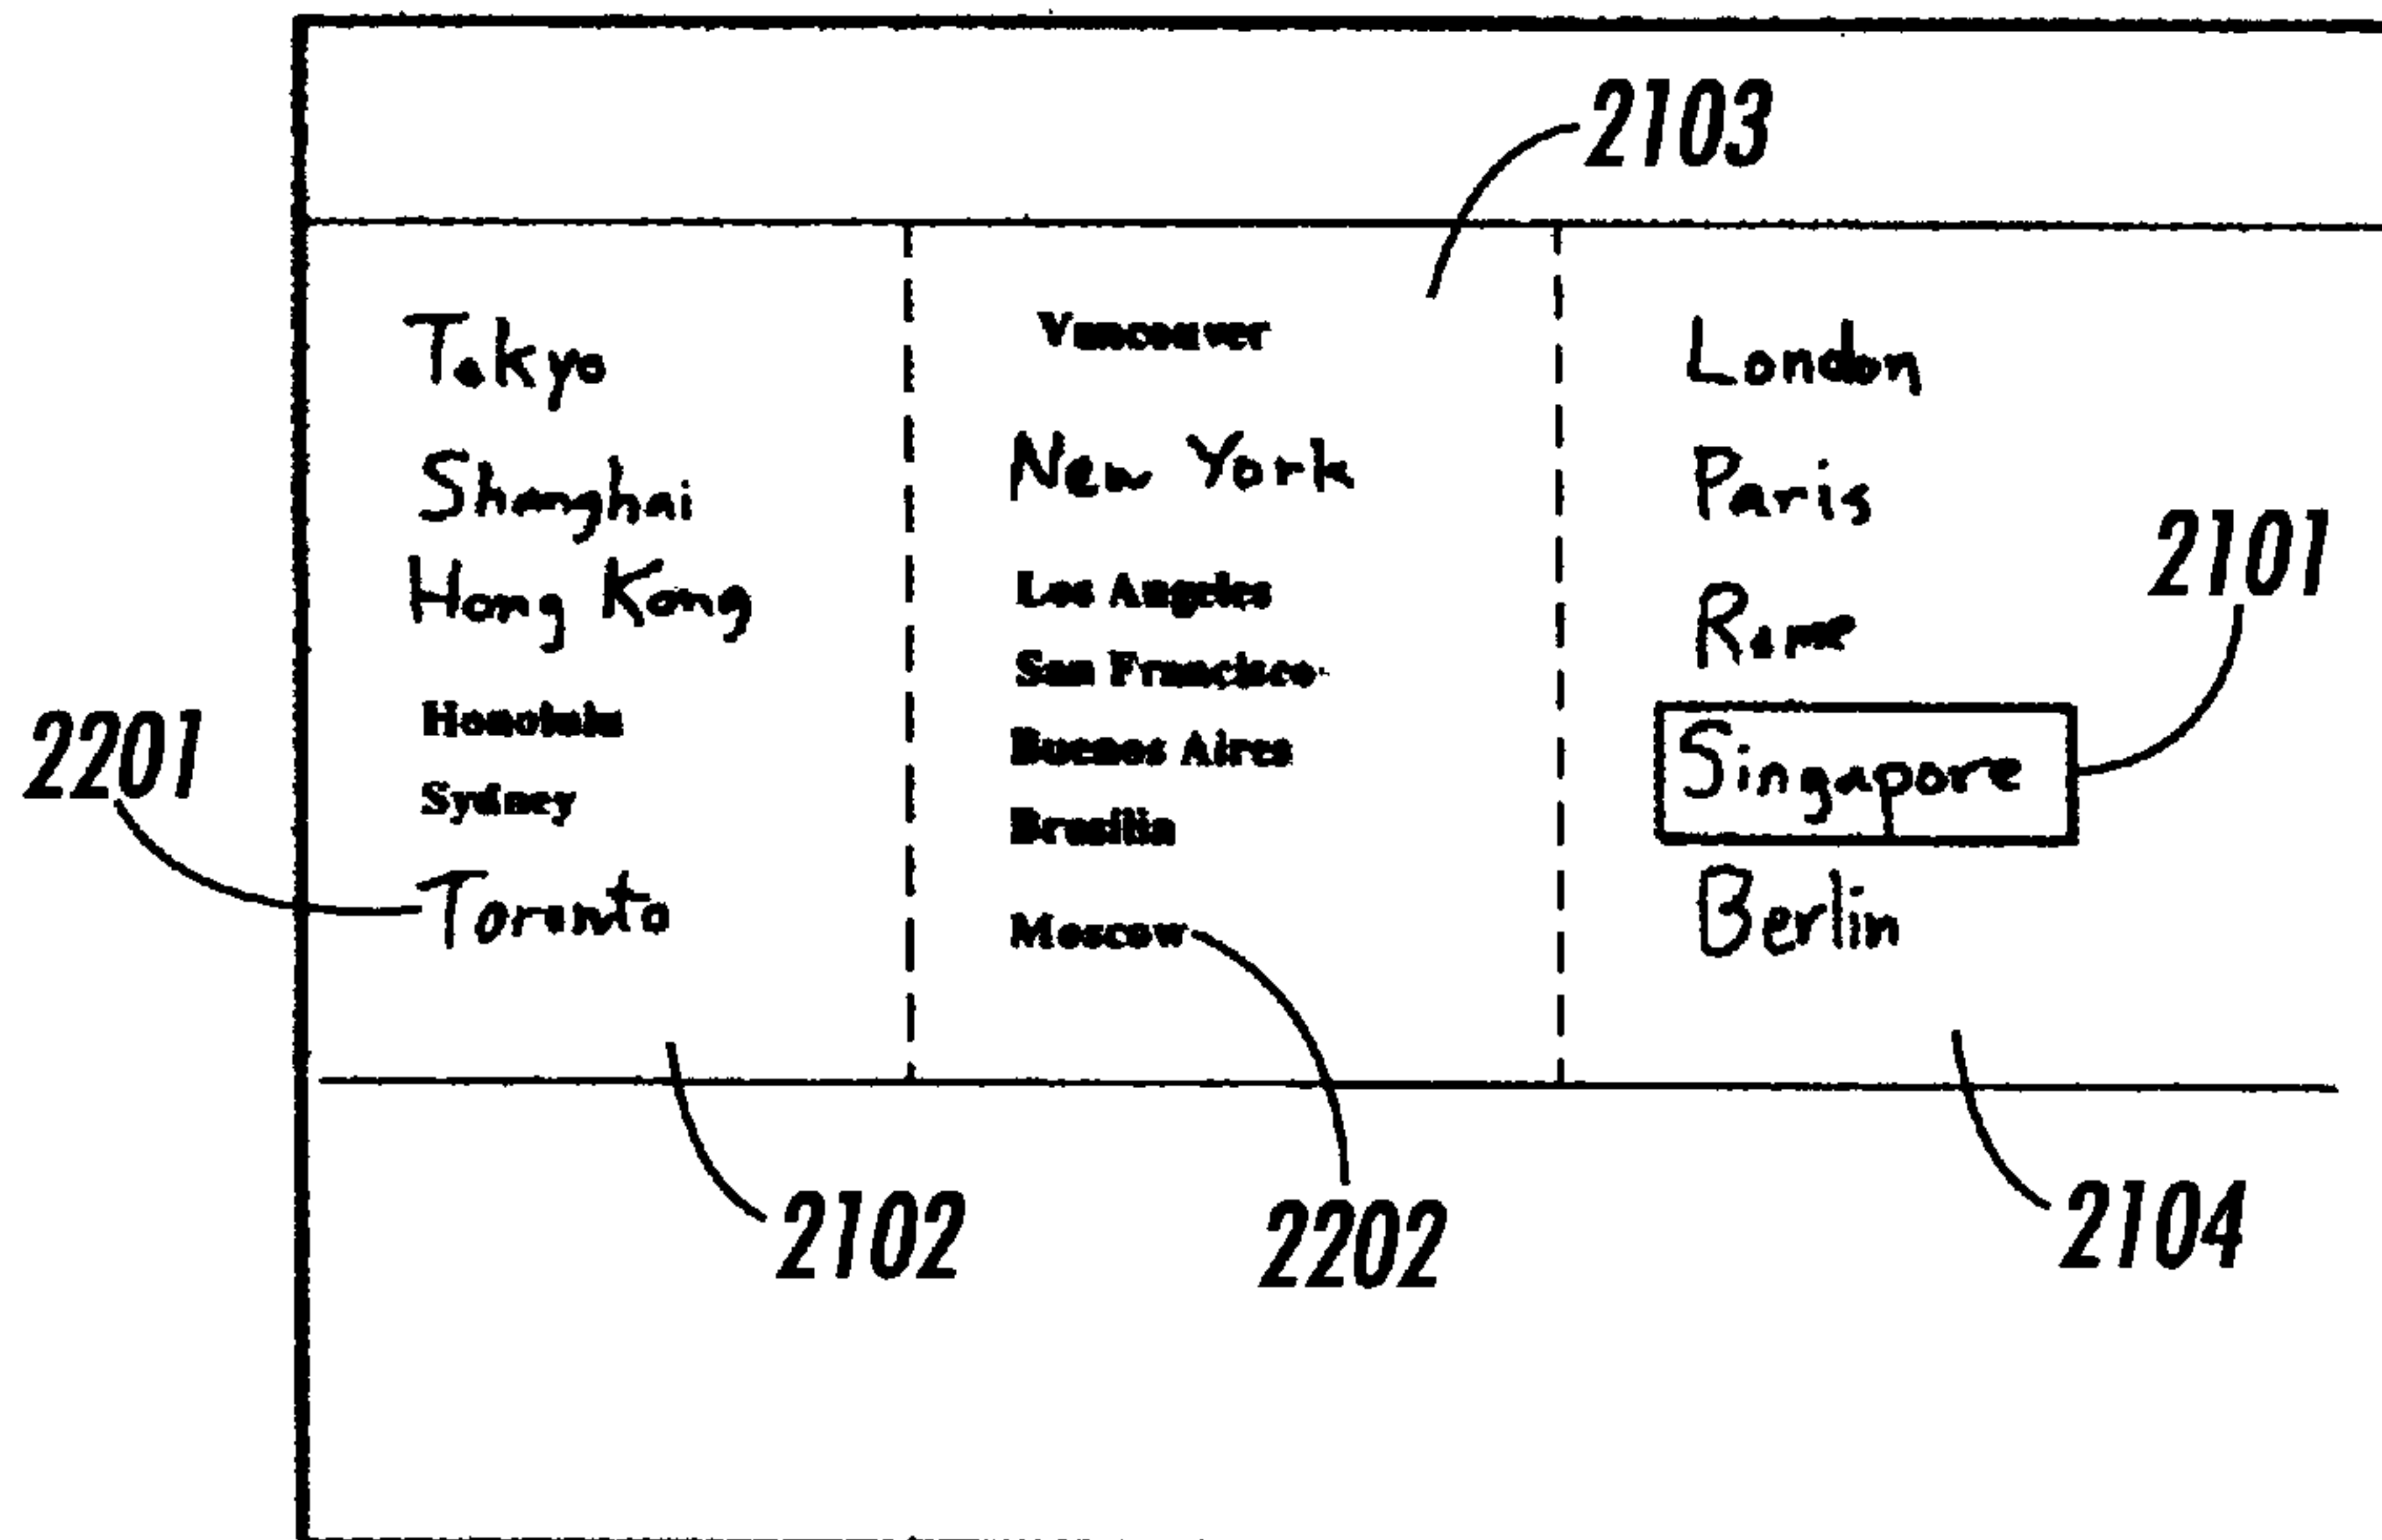 2103
Tokyo
Shanghai
Hong Kong
Honolulu
Sydney
Toronto
Vancouver
New York
Los Angeles
San Francisco
Buenos Aires
Brasilia
Moscow
London
Paris
Rome
Singapore
Berlin
2101
2201
2102
2202
2104